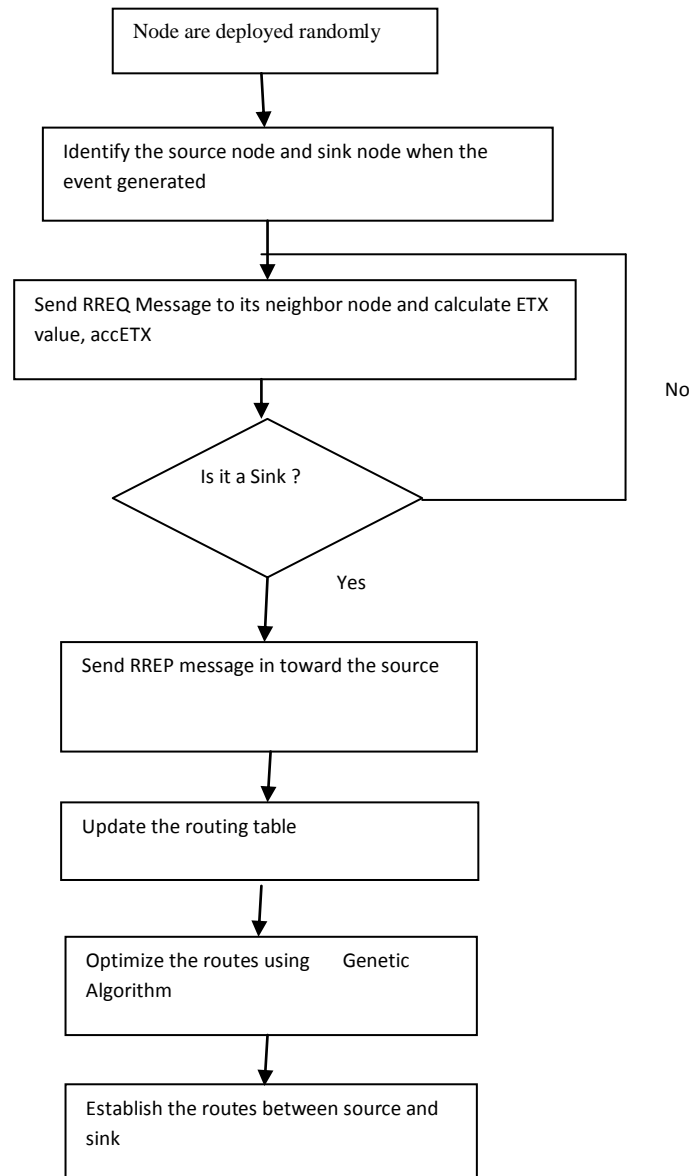 Node are deployed randomly
Identify the source node and sink node when the
event generated
Send RREQ Message to its neighbor node and calculate ETX
value, accETX
No
Is it a Sink ?
Yes
Send RREP message in toward the source
Update the routing table
Optimize the routes using Genetic
Algorithm
Establish the routes between source and
sink